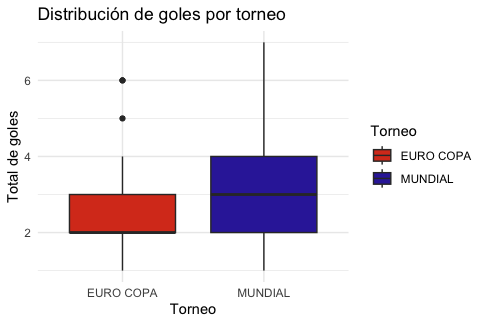 Distribución de goles por torneo
Total de goles
6
4
2
EURO COPA
MUNDIAL
Torneo
Torneo
EURO COPA
MUNDIAL